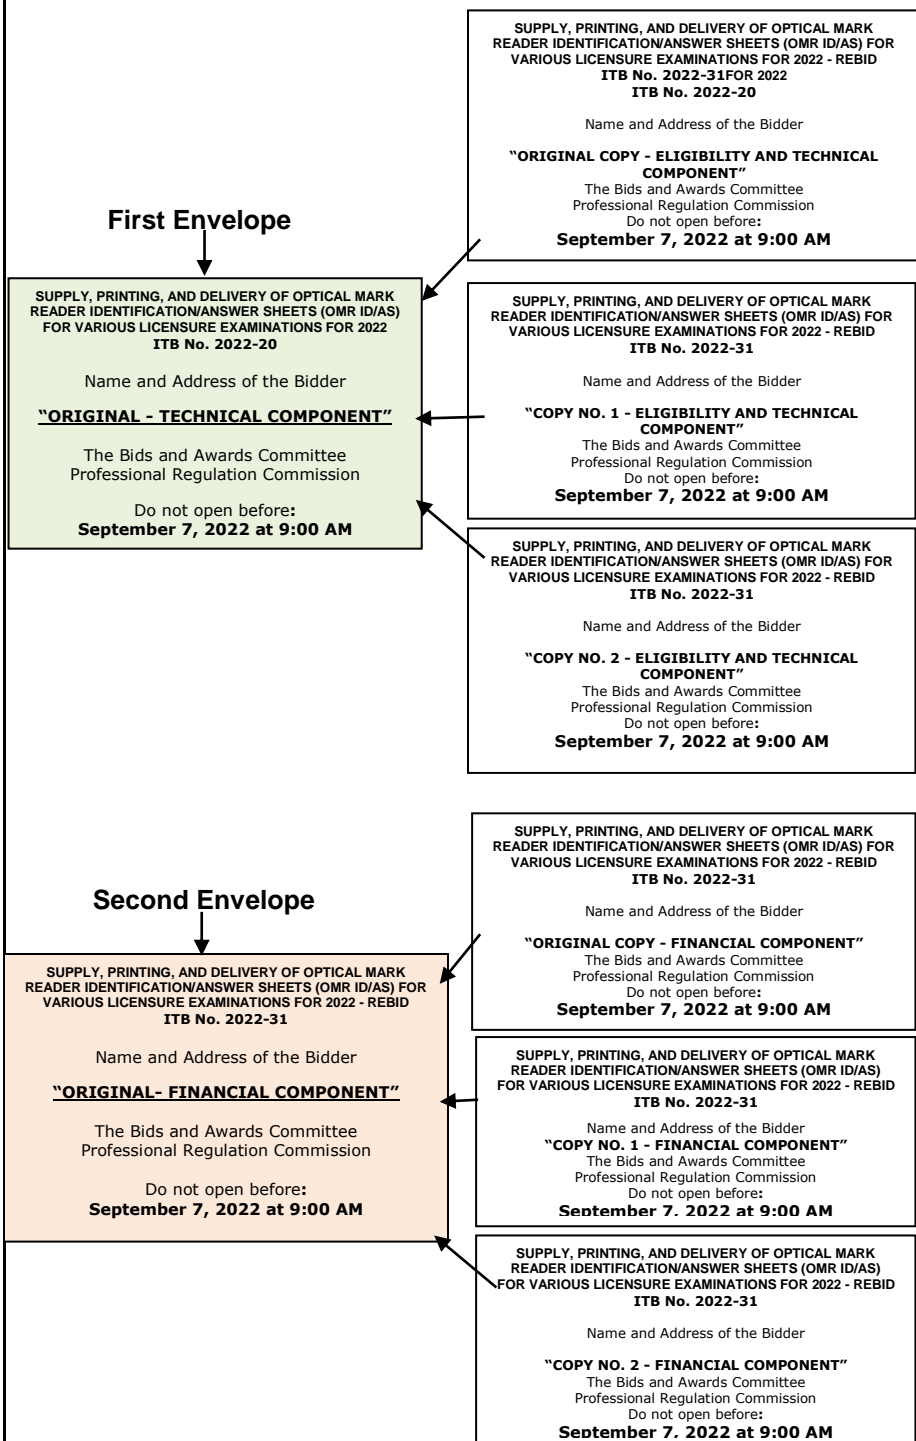 SUPPLY, PRINTING, AND DELIVERY OF OPTICAL MARK
READER IDENTIFICATION/ANSWER SHEETS (OMR ID/AS) FOR
VARIOUS LICENSURE EXAMINATIONS FOR 2022 - REBID
ITB No. 2022-31FOR 2022
ITB No. 2022-20
Name and Address of the Bidder
“ORIGINAL COPY - ELIGIBILITY AND TECHNICAL
COMPONENT”
The Bids and Awards Committee
Professional Regulation Commission
Do not open before:
September 7, 2022 at 9:00 AM
First Envelope
SUPPLY, PRINTING, AND DELIVERY OF OPTICAL MARK
READER IDENTIFICATION/ANSWER SHEETS (OMR ID/AS)
FOR VARIOUS LICENSURE EXAMINATIONS FOR 2022
ITB No. 2022-20
Name and Address of the Bidder
“ORIGINAL - TECHNICAL COMPONENT”
The Bids and Awards Committee
Professional Regulation Commission
Do not open before:
September 7, 2022 at 9:00 AM
SUPPLY, PRINTING, AND DELIVERY OF OPTICAL MARK
READER IDENTIFICATION/ANSWER SHEETS (OMR ID/AS) FOR
VARIOUS LICENSURE EXAMINATIONS FOR 2022 - REBID
ITB No. 2022-31
Name and Address of the Bidder
“COPY NO. 1 - ELIGIBILITY AND TECHNICAL
COMPONENT”
The Bids and Awards Committee
Professional Regulation Commission
Do not open before:
September 7, 2022 at 9:00 AM
SUPPLY, PRINTING, AND DELIVERY OF OPTICAL MARK
READER IDENTIFICATION/ANSWER SHEETS (OMR ID/AS) FOR
VARIOUS LICENSURE EXAMINATIONS FOR 2022 - REBID
ITB No. 2022-31
Name and Address of the Bidder
“COPY NO. 2 - ELIGIBILITY AND TECHNICAL
COMPONENT”
The Bids and Awards Committee
Professional Regulation Commission
Do not open before:
September 7, 2022 at 9:00 AM
SUPPLY, PRINTING, AND DELIVERY OF OPTICAL MARK
READER IDENTIFICATION/ANSWER SHEETS (OMR ID/AS) FOR
VARIOUS LICENSURE EXAMINATIONS FOR 2022 - REBID
ITB No. 2022-31
Name and Address of the Bidder
“ORIGINAL COPY - FINANCIAL COMPONENT”
The Bids and Awards Committee
Professional Regulation Commission
Do not open before:
September 7, 2022 at 9:00 AM
Second Envelope
SUPPLY, PRINTING, AND DELIVERY OF OPTICAL MARK
READER IDENTIFICATION/ANSWER SHEETS (OMR ID/AS) FOR
VARIOUS LICENSURE EXAMINATIONS FOR 2022 - REBID
ITB No. 2022-31
Name and Address of the Bidder
“ORIGINAL- FINANCIAL COMPONENT”
The Bids and Awards Committee
Professional Regulation Commission
Do not open before:
September 7, 2022 at 9:00 AM
SUPPLY, PRINTING, AND DELIVERY OF OPTICAL MARK
READER IDENTIFICATION/ANSWER SHEETS (OMR ID/AS)
FOR VARIOUS LICENSURE EXAMINATIONS FOR 2022 - REBID
ITB No. 2022-31
Name and Address of the Bidder
“COPY NO. 1 - FINANCIAL COMPONENT”
The Bids and Awards Committee
Professional Regulation Commission
Do not open before:
September 7, 2022 at 9:00 AM
SUPPLY, PRINTING, AND DELIVERY OF OPTICAL MARK
READER IDENTIFICATION/ANSWER SHEETS (OMR ID/AS)
FOR VARIOUS LICENSURE EXAMINATIONS FOR 2022 - REBID
ITB No. 2022-31
Name and Address of the Bidder
“COPY NO. 2 - FINANCIAL COMPONENT”
The Bids and Awards Committee
Professional Regulation Commission
Do not open before:
September 7, 2022 at 9:00 AM